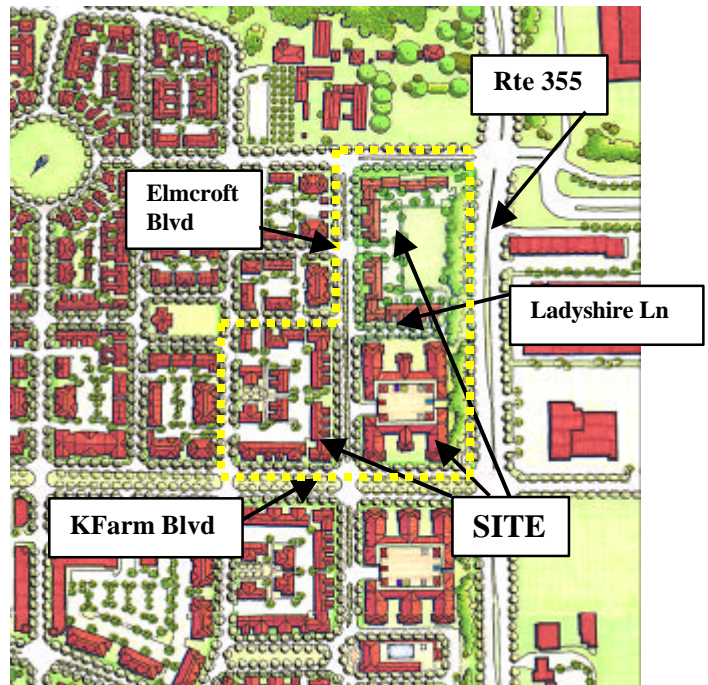 Rte 355
Elmcroft
Blvd
Ladyshire Ln
KFarm Blvd
SITE